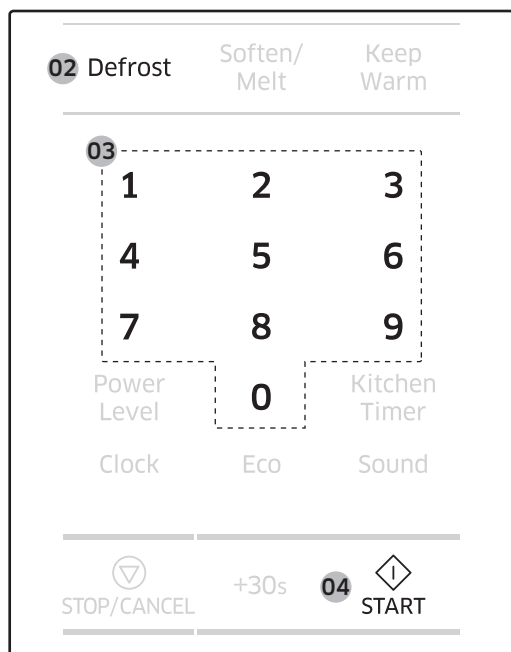 02 Defrost Soften/ Melt Keep Warm
03
1 2 3
4 5 6
7 8 9
Power Level 0 Kitchen Timer
Clock Eco Sound
STOP/CANCEL +30s 04 START